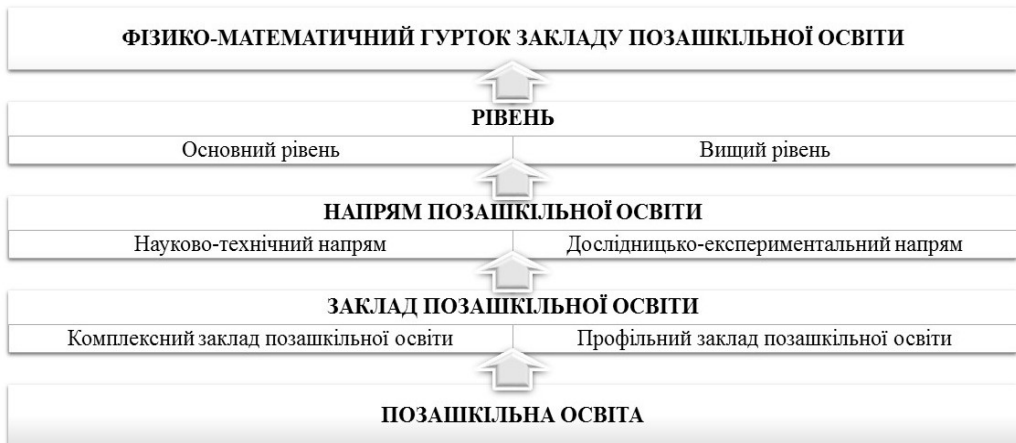 ФІЗИКО-МАТЕМАТИЧНИЙ ГУРТОК ЗАКЛАДУ ПОЗАШКІЛЬНОЇ ОСВІТИ
РІВЕНЬ
Основний рівень
Вищий рівень
НАПРЯМ ПОЗАШКІЛЬНОЇ ОСВІТИ
Науково-технічний напрям
Дослідницько-експериментальний напрям
ЗАКЛАД ПОЗАШКІЛЬНОЇ ОСВІТИ
Комплексний заклад позашкільної освіти
Профільний заклад позашкільної освіти
ПОЗАШКІЛЬНА ОСВІТА